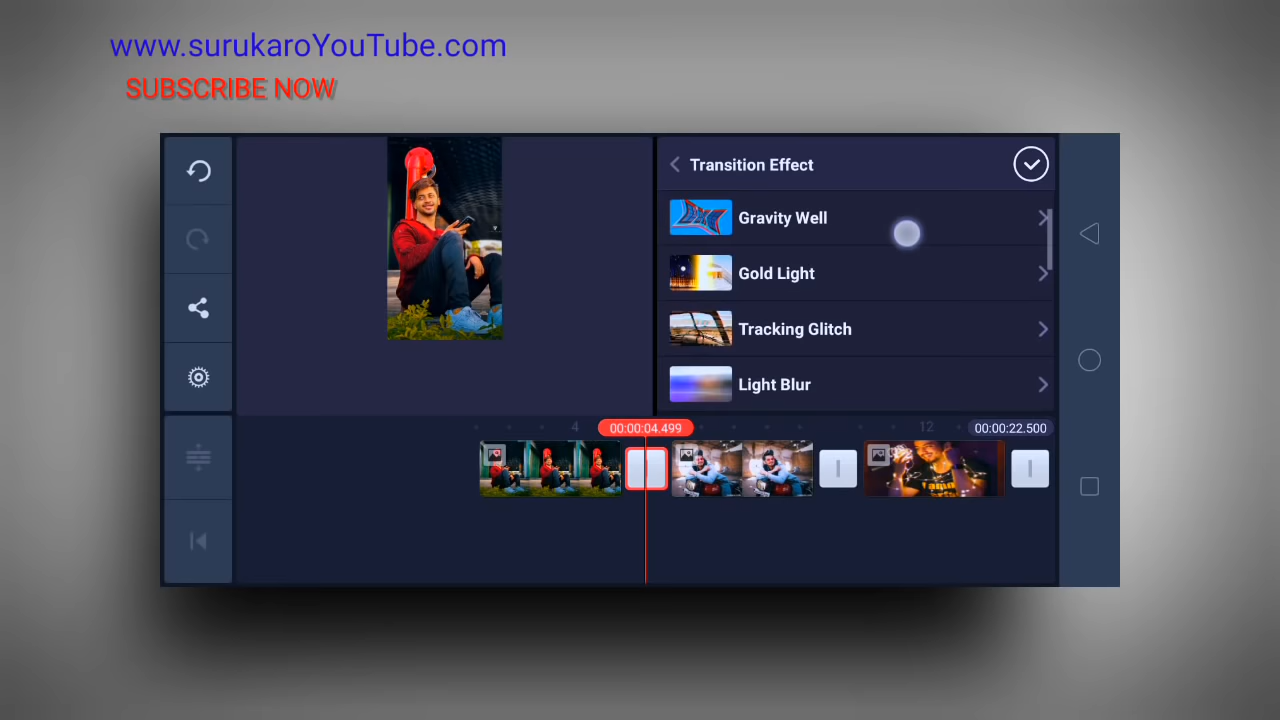 www.surukaroYouTube.com
SUBSCRIBE NOW
Transition Effect
Gravity Well
Gold Light
Tracking Glitch
Light Blur
4
00:00:04.499
12
00:00:22.500